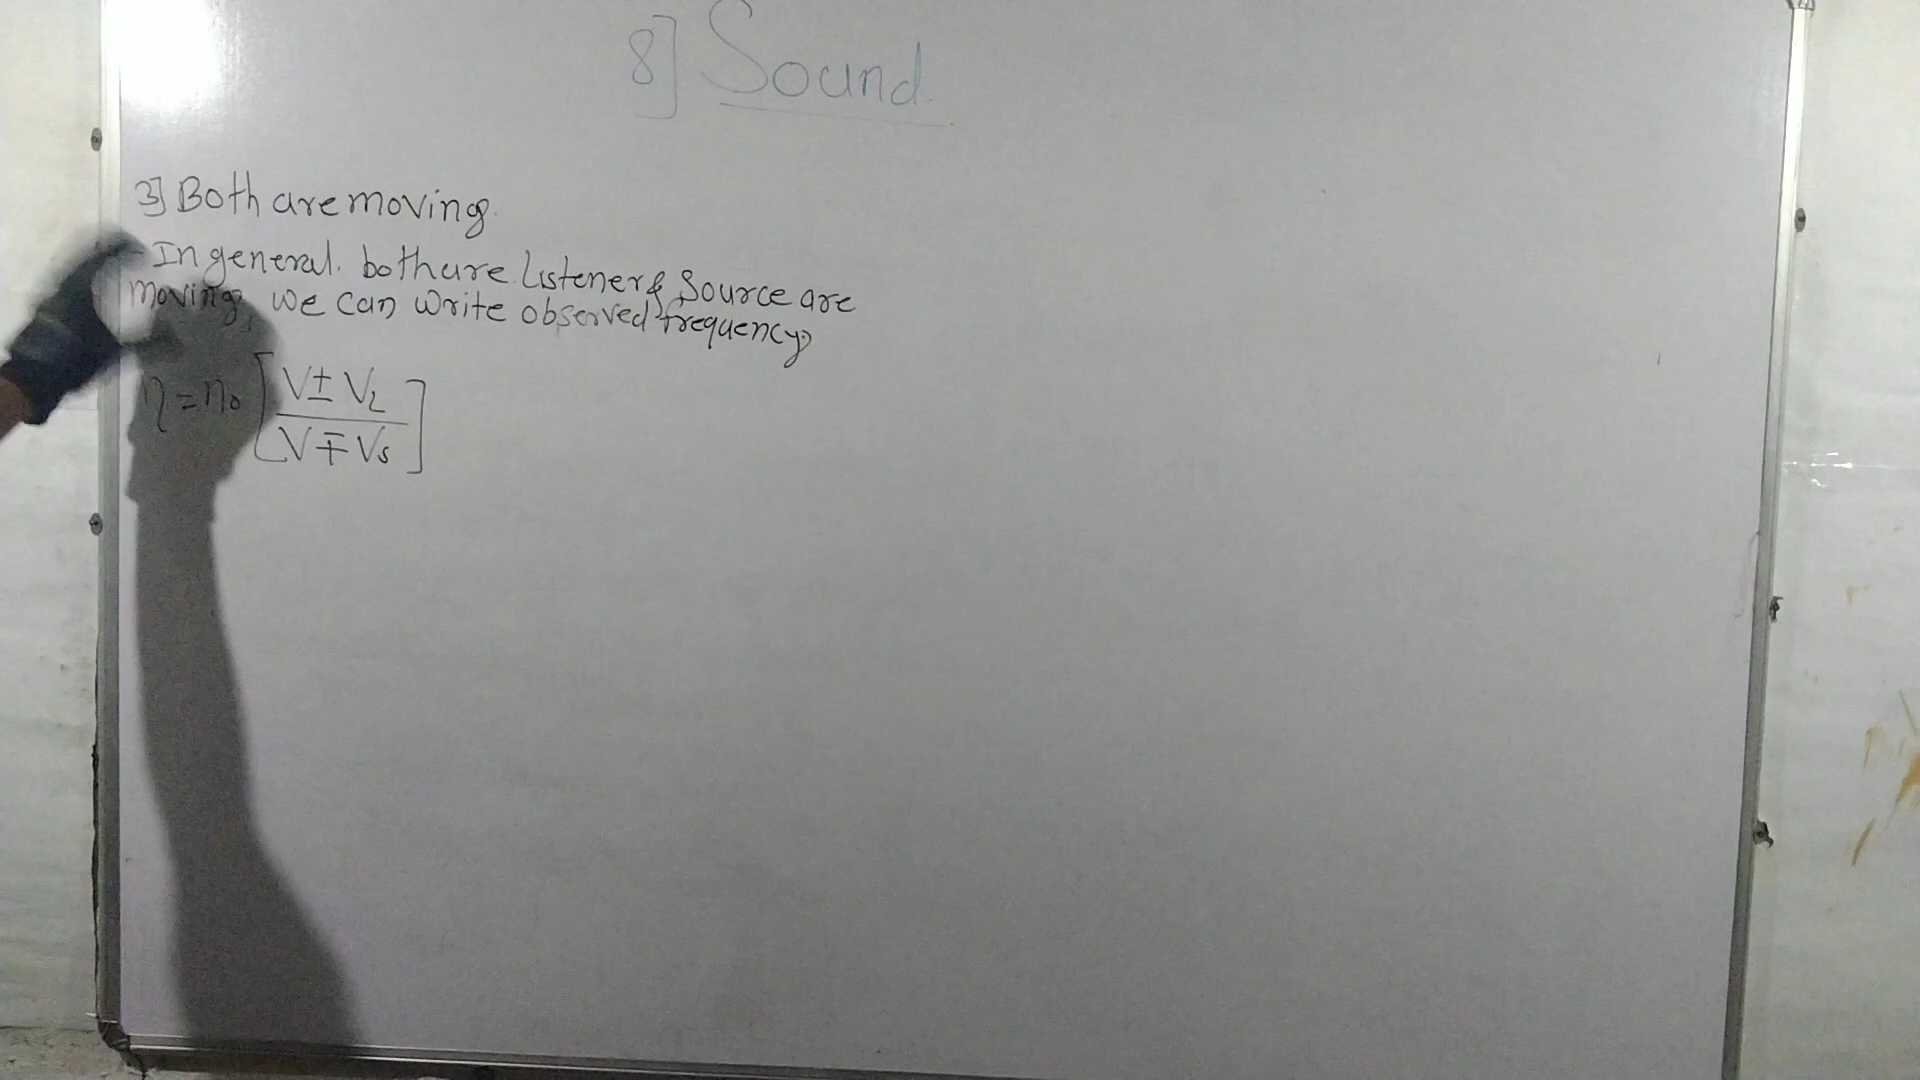 8] Sound
3] Both are moving.
- In general. both are Listener & Source are
moving, we can write observed frequency,
n = n₀ [V ± V_L / V ∓ V_S]